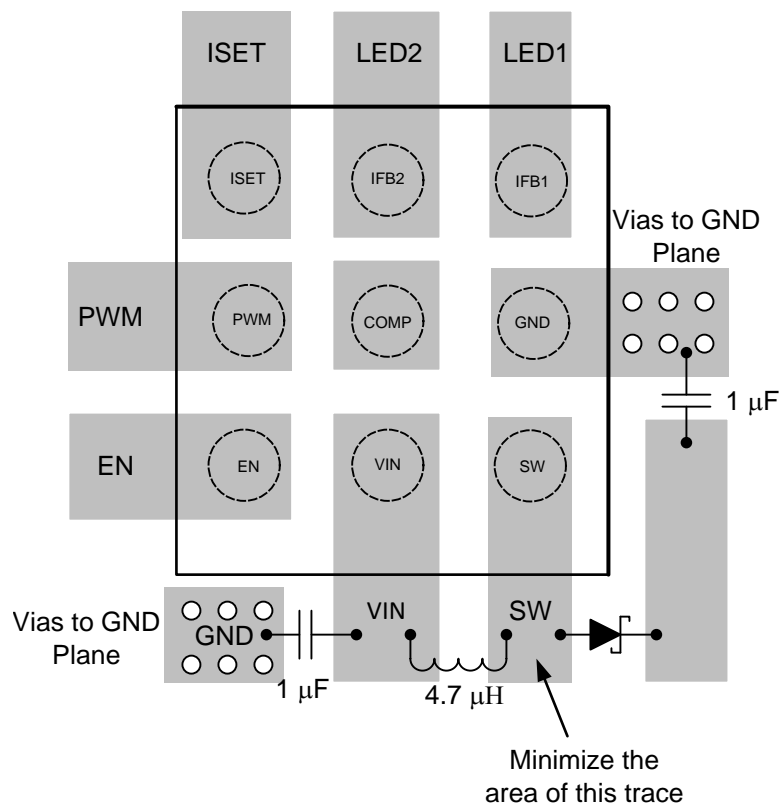 ISET
LED2
LED1
ISET
IFB2
IFB1
Vias to GND
Plane
PWM
PWM
COMP
GND
1 μF
EN
EN
VIN
SW
Vias to GND
Plane
GND
VIN
SW
1 μF
4.7 μH
Minimize the
area of this trace